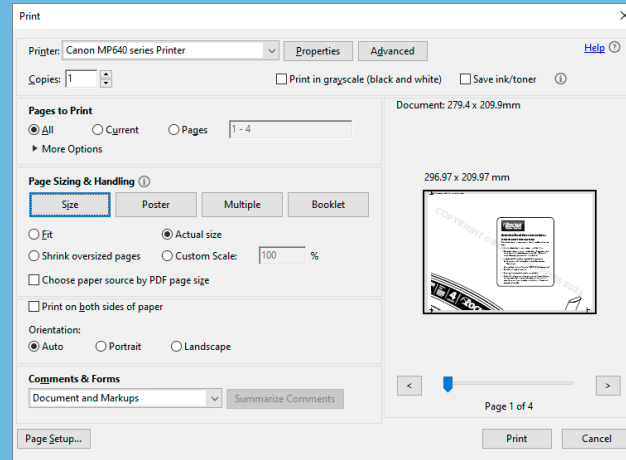 Print
Printer: Canon MP640 series Printer Properties Advanced Help
Copies: 1 Print in grayscale (black and white) Save ink/toner
Pages to Print
All Current Pages 1 - 4
More Options
Page Sizing & Handling
Size Poster Multiple Booklet
Fit Actual size
Shrink oversized pages Custom Scale: 100 %
Choose paper source by PDF page size
Print on both sides of paper
Orientation:
Auto Portrait Landscape
Comments & Forms
Document and Markups Summarize Comments
Page Setup...
Document: 279.4 x 209.9mm
296.97 x 209.97 mm
COPYRIGHT
2023
< >
Page 1 of 4
Print Cancel